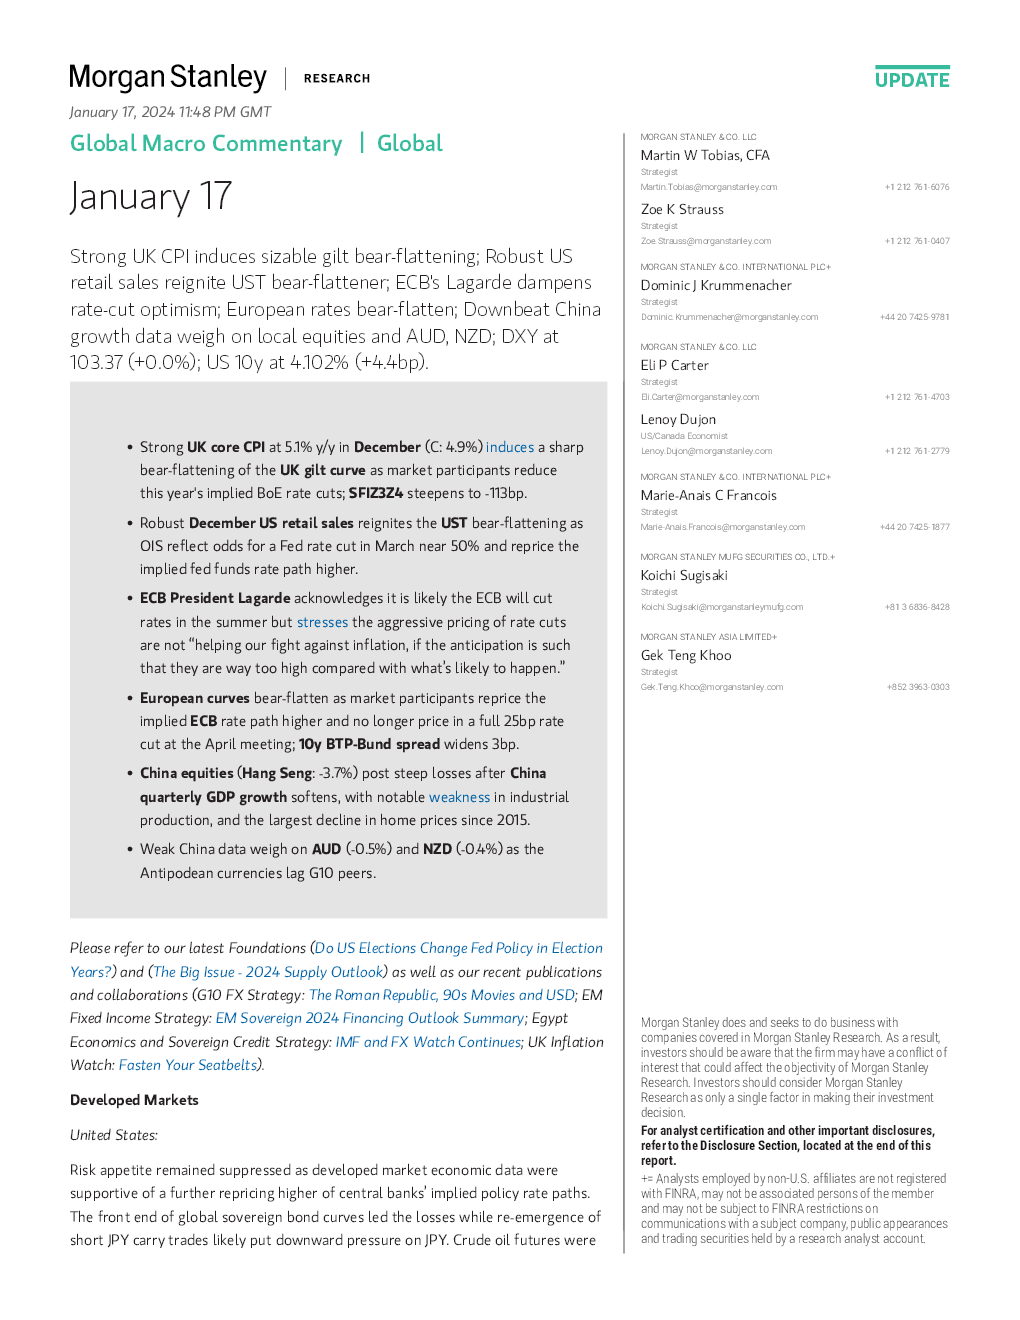 Morgan Stanley | RESEARCH
UPDATE
January 17, 2024 11:48 PM GMT
Global Macro Commentary | Global
January 17
Strong UK CPI induces sizable gilt bear-flattening; Robust US
retail sales reignite UST bear-flattener; ECB's Lagarde dampens
rate-cut optimism; European rates bear-flatten; Downbeat China
growth data weigh on local equities and AUD, NZD; DXY at
103.37 (+0.0%); US 10y at 4.102% (+4.4bp).
• Strong UK core CPI at 5.1% y/y in December (C: 4.9%) induces a sharp
bear-flattening of the UK gilt curve as market participants reduce
this year's implied BoE rate cuts; SFIZ3Z4 steepens to -113bp.
• Robust December US retail sales reignites the UST bear-flattening as
OIS reflect odds for a Fed rate cut in March near 50% and reprice the
implied fed funds rate path higher.
• ECB President Lagarde acknowledges it is likely the ECB will cut
rates in the summer but stresses the aggressive pricing of rate cuts
are not “helping our fight against inflation, if the anticipation is such
that they are way too high compared with what’s likely to happen.”
• European curves bear-flatten as market participants reprice the
implied ECB rate path higher and no longer price in a full 25bp rate
cut at the April meeting; 10y BTP-Bund spread widens 3bp.
• China equities (Hang Seng: -3.7%) post steep losses after China
quarterly GDP growth softens, with notable weakness in industrial
production, and the largest decline in home prices since 2015.
• Weak China data weigh on AUD (-0.5%) and NZD (-0.4%) as the
Antipodean currencies lag G10 peers.
Please refer to our latest Foundations (Do US Elections Change Fed Policy in Election
Years?) and (The Big Issue - 2024 Supply Outlook) as well as our recent publications
and collaborations (G10 FX Strategy: The Roman Republic, 90s Movies and USD; EM
Fixed Income Strategy: EM Sovereign 2024 Financing Outlook Summary; Egypt
Economics and Sovereign Credit Strategy: IMF and FX Watch Continues; UK Inflation
Watch: Fasten Your Seatbelts).
Developed Markets
United States:
Risk appetite remained suppressed as developed market economic data were
supportive of a further repricing higher of central banks’ implied policy rate paths.
The front end of global sovereign bond curves led the losses while re-emergence of
short JPY carry trades likely put downward pressure on JPY. Crude oil futures were
MORGAN STANLEY & CO. LLC
Martin W Tobias, CFA
Strategist
Martin.Tobias@morganstanley.com +1 212 761-6076
Zoe K Strauss
Strategist
Zoe.Strauss@morganstanley.com +1 212 761-0407
MORGAN STANLEY & CO. INTERNATIONAL PLC+
Dominic J Krummenacher
Strategist
Dominic.Krummenacher@morganstanley.com +44 20 7425-9781
MORGAN STANLEY & CO. LLC
Eli P Carter
Strategist
Eli.Carter@morganstanley.com +1 212 761-4703
Lenoy Dujon
US/Canada Economist
Lenoy.Dujon@morganstanley.com +1 212 761-2779
MORGAN STANLEY & CO. INTERNATIONAL PLC+
Marie-Anais C Francois
Strategist
Marie-Anais.Francois@morganstanley.com +44 20 7425-1877
MORGAN STANLEY MUFG SECURITIES CO., LTD.+
Koichi Sugisaki
Strategist
Koichi.Sugisaki@morganstanleymufg.com +81 3 6836-8428
MORGAN STANLEY ASIA LIMITED+
Gek Teng Khoo
Strategist
Gek.Teng.Khoo@morganstanley.com +852 3963-0303
Morgan Stanley does and seeks to do business with
companies covered in Morgan Stanley Research. As a result,
investors should be aware that the firm may have a conflict of
interest that could affect the objectivity of Morgan Stanley
Research. Investors should consider Morgan Stanley
Research as only a single factor in making their investment
decision.
For analyst certification and other important disclosures,
refer to the Disclosure Section, located at the end of this
report.
+= Analysts employed by non-U.S. affiliates are not registered
with FINRA, may not be associated persons of the member
and may not be subject to FINRA restrictions on
communications with a subject company, public appearances
and trading securities held by a research analyst account.